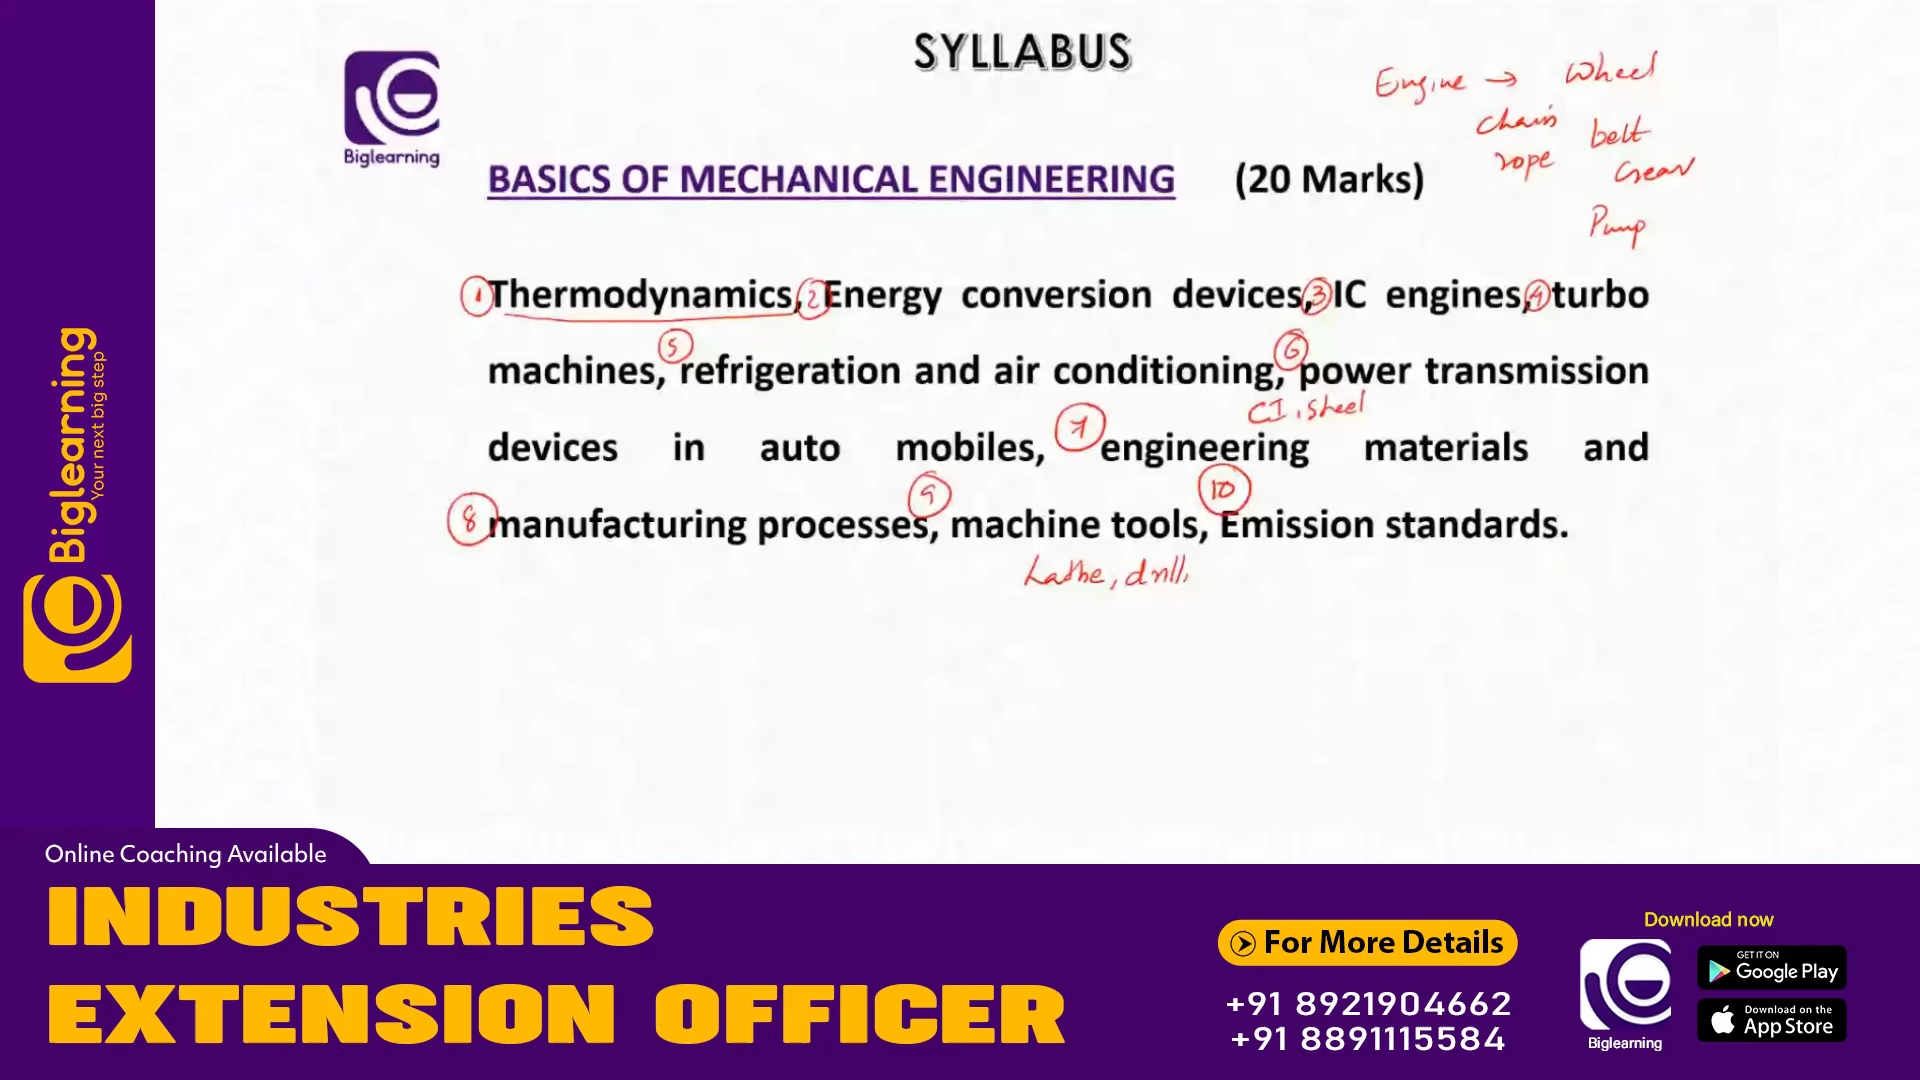 SYLLABUS
Engine → Wheel
chain belt
rope Gear
Pump
Biglearning
BASICS OF MECHANICAL ENGINEERING (20 Marks)
1 Thermodynamics, 2 Energy conversion devices, 3 IC engines, 4 turbo
machines, 5 refrigeration and air conditioning, 6 power transmission
CI, Steel
devices in auto mobiles, 7 engineering materials and
8 manufacturing processes, 9 machine tools, 10 Emission standards.
Lathe, drill,
Biglearning
Your next big step
Online Coaching Available
INDUSTRIES
EXTENSION OFFICER
For More Details
+91 8921904662
+91 8891115584
Download now
Biglearning
GET IT ON
Google Play
Download on the
App Store